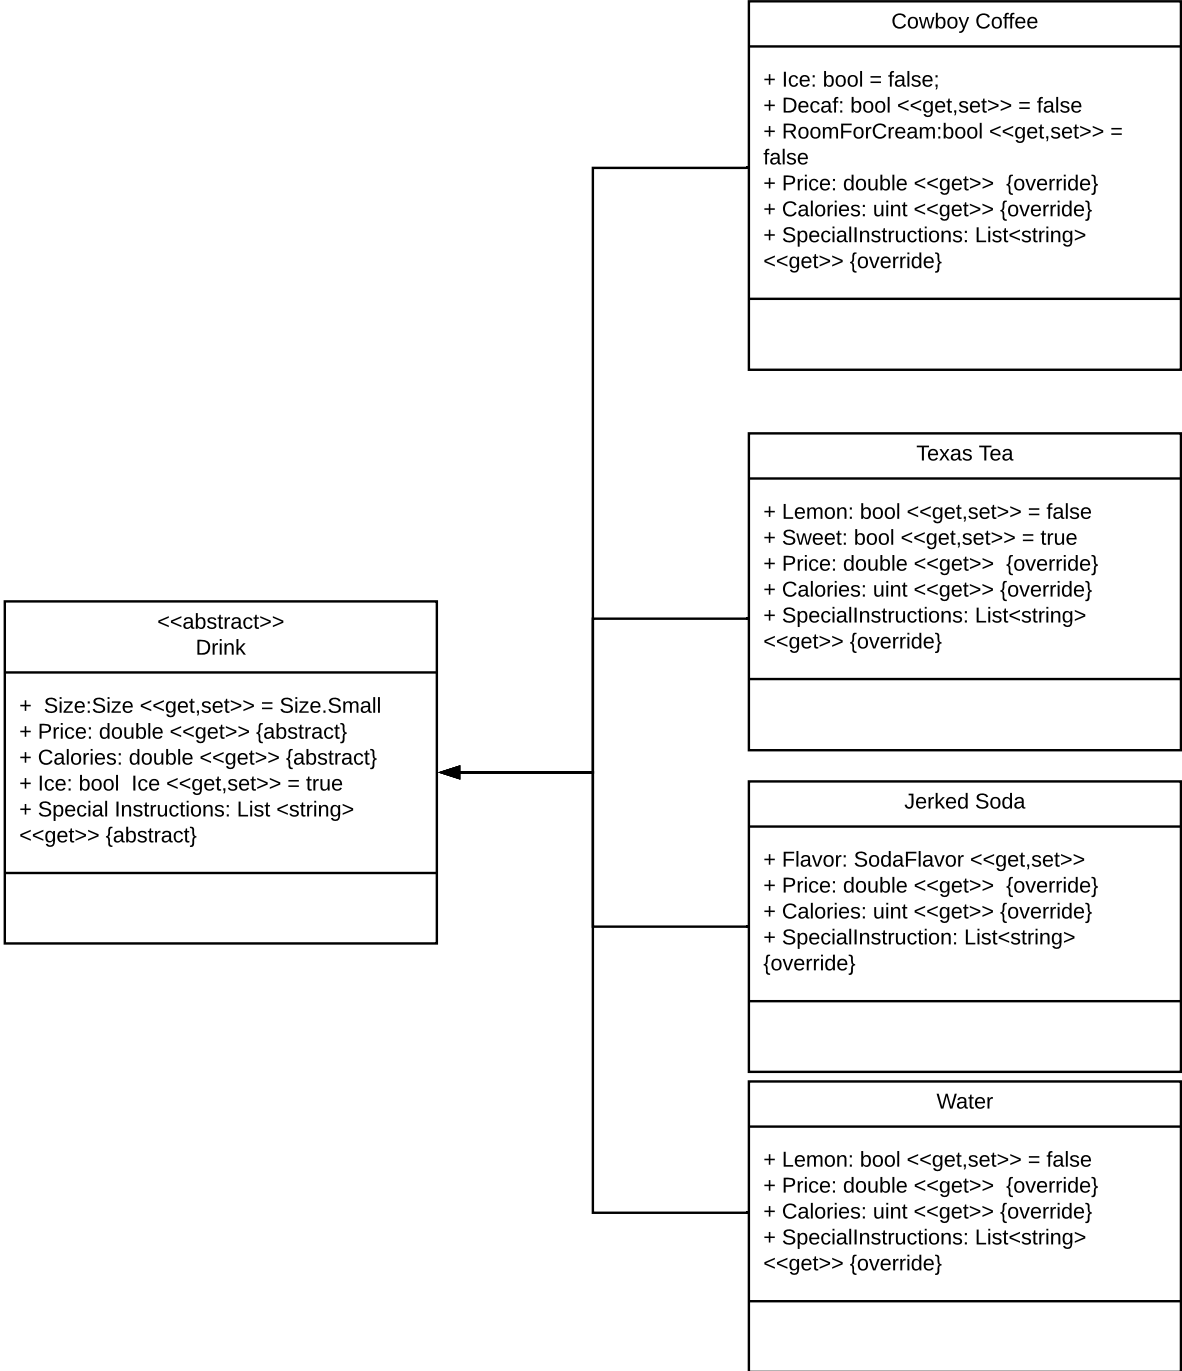 Cowboy Coffee
+ Ice: bool = false;
+ Decaf: bool <<get,set>> = false
+ RoomForCream:bool <<get,set>> =
false
+ Price: double <<get>>  {override}
+ Calories: uint <<get>> {override}
+ SpecialInstructions: List<string>
<<get>> {override}
Texas Tea
+ Lemon: bool <<get,set>> = false
+ Sweet: bool <<get,set>> = true
+ Price: double <<get>>  {override}
+ Calories: uint <<get>> {override}
+ SpecialInstructions: List<string>
<<get>> {override}
<<abstract>>
Drink
+  Size:Size <<get,set>> = Size.Small
+ Price: double <<get>> {abstract}
+ Calories: double <<get>> {abstract}
+ Ice: bool  Ice <<get,set>> = true
+ Special Instructions: List <string>
<<get>> {abstract}
Jerked Soda
+ Flavor: SodaFlavor <<get,set>>
+ Price: double <<get>>  {override}
+ Calories: uint <<get>> {override}
+ SpecialInstruction: List<string>
{override}
Water
+ Lemon: bool <<get,set>> = false
+ Price: double <<get>>  {override}
+ Calories: uint <<get>> {override}
+ SpecialInstructions: List<string>
<<get>> {override}